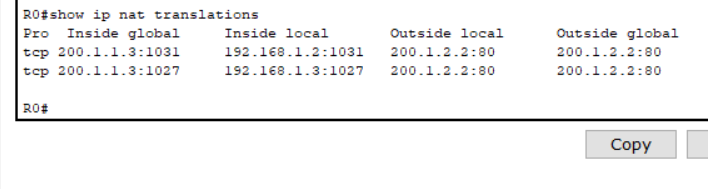 R0#show ip nat translations
Pro  Inside global     Inside local       Outside local      Outside global
tcp 200.1.1.3:1031     192.168.1.2:1031   200.1.2.2:80       200.1.2.2:80
tcp 200.1.1.3:1027     192.168.1.3:1027   200.1.2.2:80       200.1.2.2:80
R0#
Copy